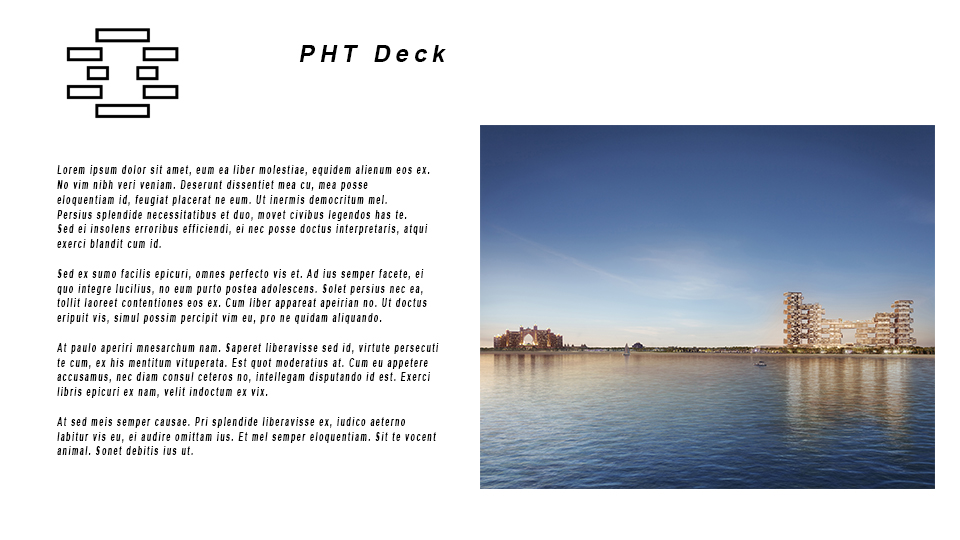 PHT Deck
Lorem ipsum dolor sit amet, eum ea liber molestiae, equidem alienum eos ex.
No vim nibh veri veniam. Deserunt dissentiet mea cu, mea posse
eloquentiam id, feugiat placerat ne eum. Ut inermis democritum mel.
Persius splendide necessitatibus et duo, movet civibus legendos has te.
Sed ei insolens erroribus efficiendi, ei nec posse doctus interpretaris, atqui
exerci blandit cum id.
Sed ex sumo facilis epicuri, omnes perfecto vis et. Ad ius semper facete, ei
quo integre lucilius, no eum purto postea adolescens. Solet persius nec ea,
tollit laoreet contentiones eos ex. Cum liber appareat apeirian no. Ut doctus
eripuit vis, simul possim percipit vim eu, pro ne quidam aliquando.
At paulo aperiri mnesarchum nam. Saperet liberavisse sed id, virtute persecuti
te cum, ex his mentitum vituperata. Est quot moderatius at. Cum eu appetere
accusamus, nec diam consul ceteros no, intellegam disputando id est. Exerci
libris epicuri ex nam, velit indoctum ex vix.
At sed meis semper causae. Pri splendide liberavisse ex, iudico aeterno
labitur vis eu, ei audire omittam ius. Et mel semper eloquentiam. Sit te vocent
animal. Sonet debitis ius ut.